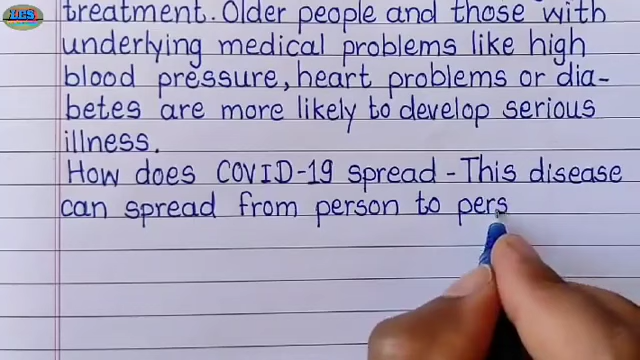 treatment. Older people and those with
underlying medical problems like high
blood pressure, heart problems or dia-
betes are more likely to develop serious
illness.
How does COVID-19 spread - This disease
can spread from person to pers